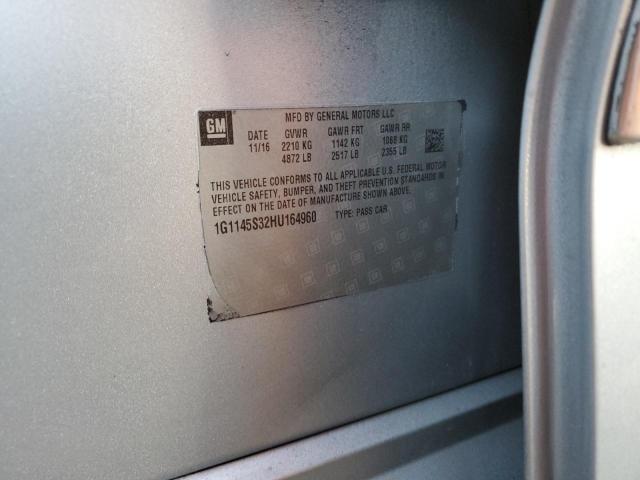 GM
MFD BY GENERAL MOTORS LLC
DATE GVWR GAWR FRT GAWR RR
11/16 2210 KG 1142 KG 1068 KG
4872 LB 2517 LB 2355 LB
THIS VEHICLE CONFORMS TO ALL APPLICABLE U.S. FEDERAL MOTOR
VEHICLE SAFETY, BUMPER, AND THEFT PREVENTION STANDARDS IN
EFFECT ON THE DATE OF MANUFACTURE SHOWN ABOVE.
1G1145S32HU164960 TYPE: PASS CAR